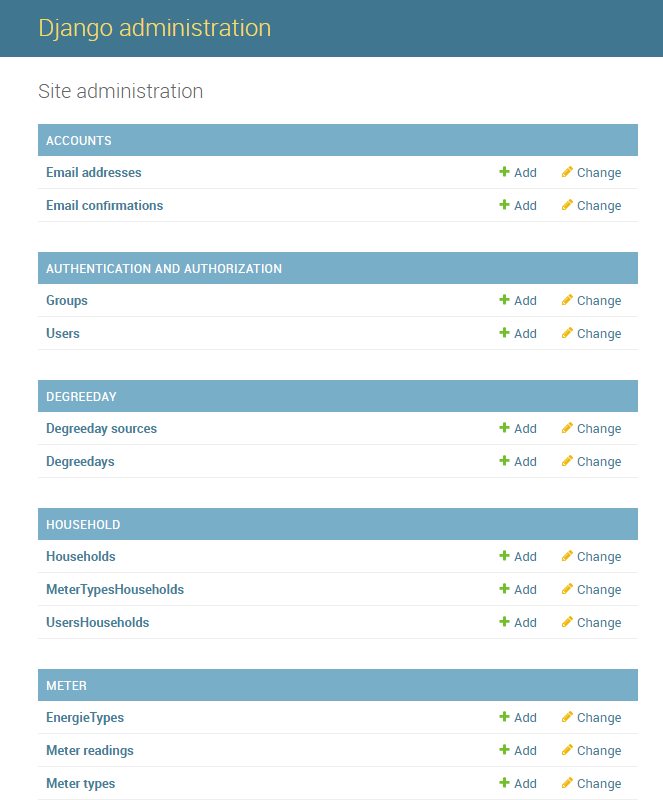 Django administration
Site administration
ACCOUNTS
Email addresses Add Change
Email confirmations Add Change
AUTHENTICATION AND AUTHORIZATION
Groups Add Change
Users Add Change
DEGREEDAY
Degreeday sources Add Change
Degreedays Add Change
HOUSEHOLD
Households Add Change
MeterTypesHouseholds Add Change
UsersHouseholds Add Change
METER
EnergieTypes Add Change
Meter readings Add Change
Meter types Add Change